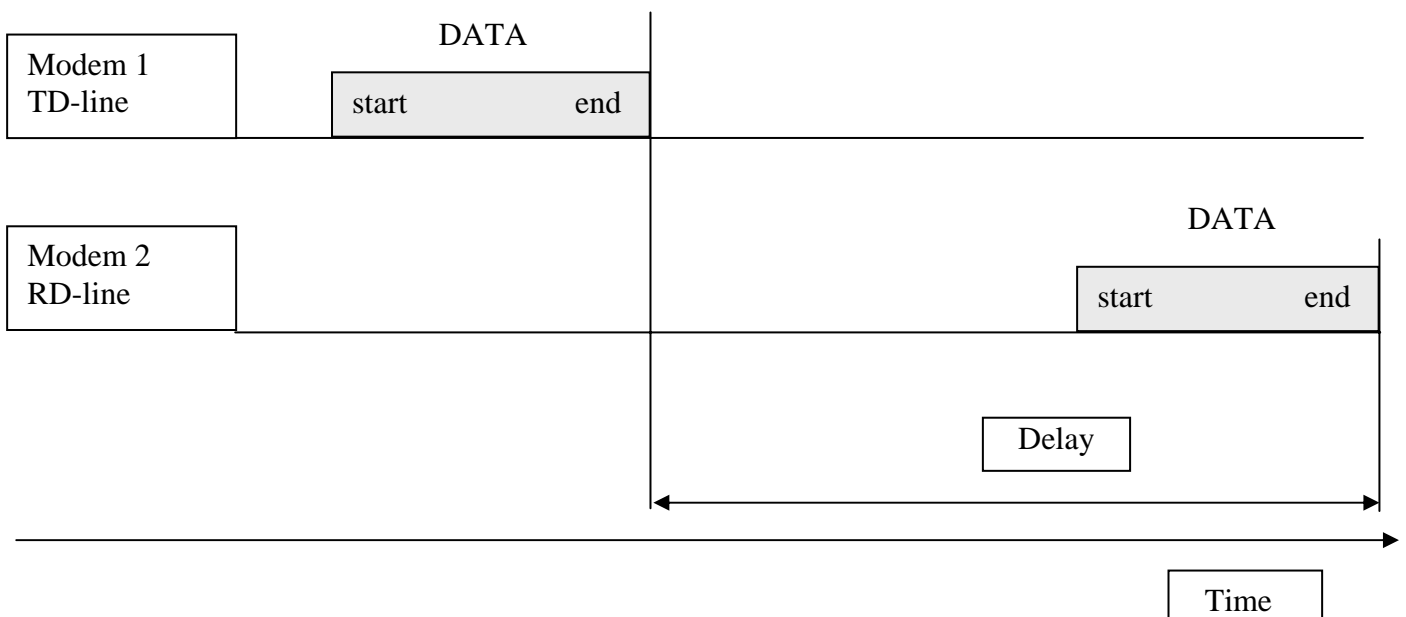 DATA
Modem 1
TD-line
start end
DATA
Modem 2
RD-line
start end
Delay
Time